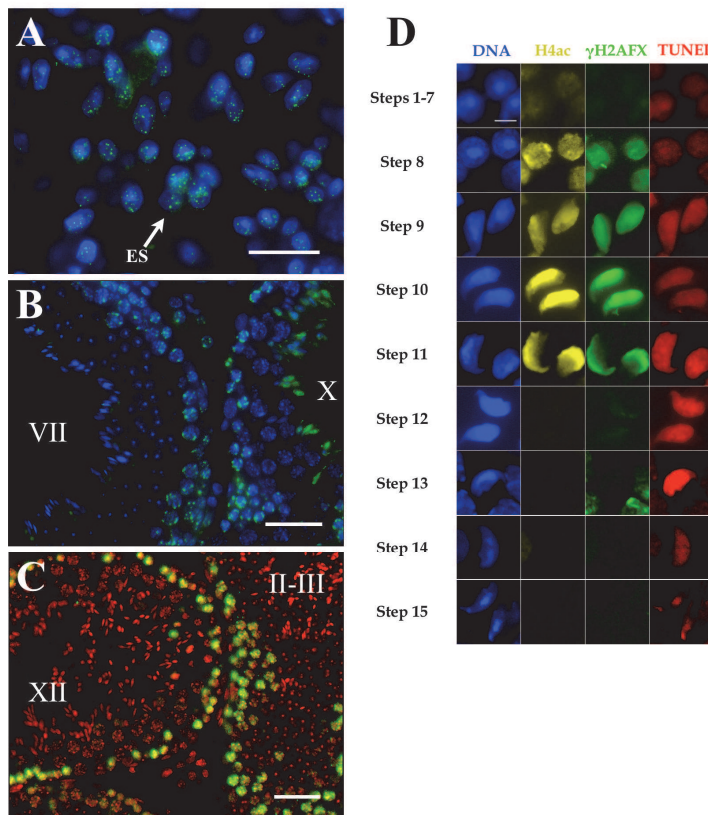 A
ES
B
VII
X
C
II-III
XII
D
DNA H4ac γH2AFX TUNEL
Steps 1-7
Step 8
Step 9
Step 10
Step 11
Step 12
Step 13
Step 14
Step 15